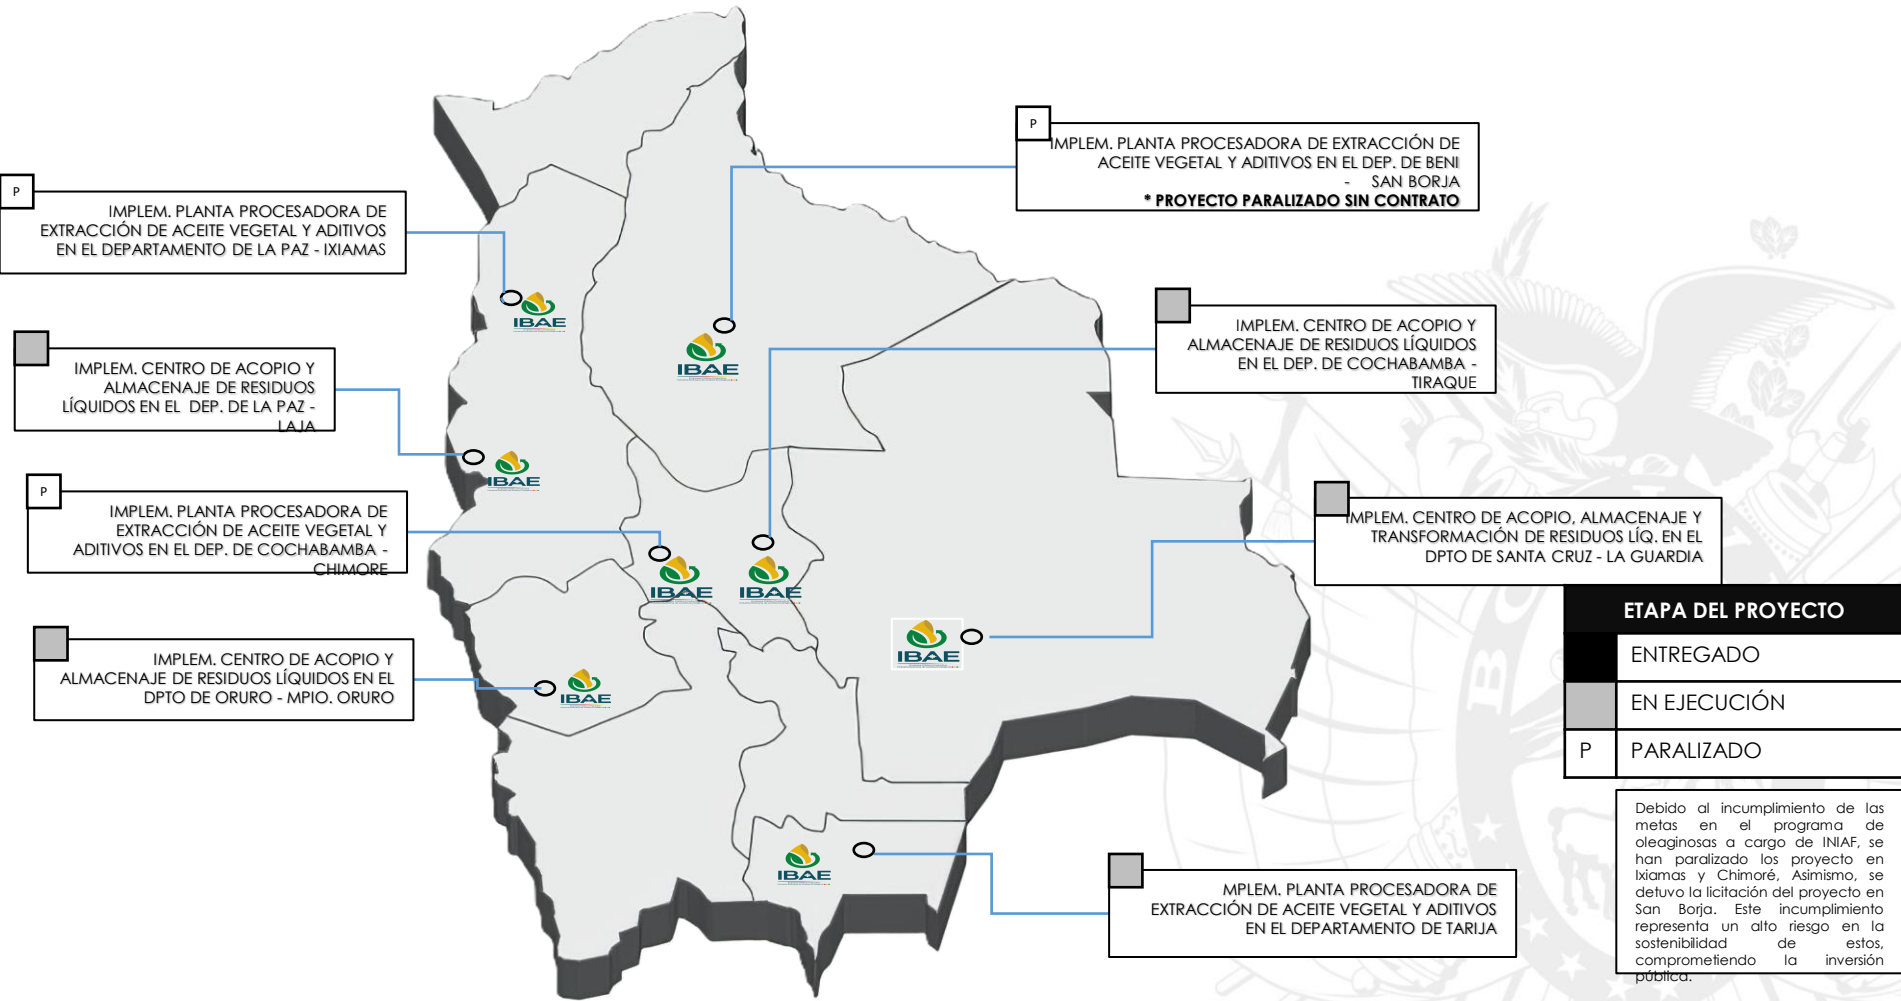 P
IMPLEM. PLANTA PROCESADORA DE EXTRACCIÓN DE
ACEITE VEGETAL Y ADITIVOS EN EL DEP. DE BENI
- SAN BORJA
* PROYECTO PARALIZADO SIN CONTRATO
P
IMPLEM. PLANTA PROCESADORA DE
EXTRACCIÓN DE ACEITE VEGETAL Y ADITIVOS
EN EL DEPARTAMENTO DE LA PAZ - IXIAMAS
IMPLEM. CENTRO DE ACOPIO Y
ALMACENAJE DE RESIDUOS LÍQUIDOS
EN EL DEP. DE COCHABAMBA -
TIRAQUE
IMPLEM. CENTRO DE ACOPIO Y
ALMACENAJE DE RESIDUOS
LÍQUIDOS EN EL DEP. DE LA PAZ -
LAJA
P
IMPLEM. PLANTA PROCESADORA DE
EXTRACCIÓN DE ACEITE VEGETAL Y
ADITIVOS EN EL DEP. DE COCHABAMBA -
CHIMORE
IMPLEM. CENTRO DE ACOPIO, ALMACENAJE Y
TRANSFORMACIÓN DE RESIDUOS LÍQ. EN EL
DPTO DE SANTA CRUZ - LA GUARDIA
IMPLEM. CENTRO DE ACOPIO Y
ALMACENAJE DE RESIDUOS LÍQUIDOS EN EL
DPTO DE ORURO - MPIO. ORURO
MPLEM. PLANTA PROCESADORA DE
EXTRACCIÓN DE ACEITE VEGETAL Y ADITIVOS
EN EL DEPARTAMENTO DE TARIJA
IBAE
IBAE
IBAE
IBAE
IBAE
IBAE
IBAE
IBAE
ETAPA DEL PROYECTO
ENTREGADO
EN EJECUCIÓN
P PARALIZADO
Debido al incumplimiento de las
metas en el programa de
oleaginosas a cargo de INIAF, se
han paralizado los proyecto en
Ixiamas y Chimoré, Asimismo, se
detuvo la licitación del proyecto en
San Borja. Este incumplimiento
representa un alto riesgo en la
sostenibilidad de estos,
comprometiendo la inversión
pública.